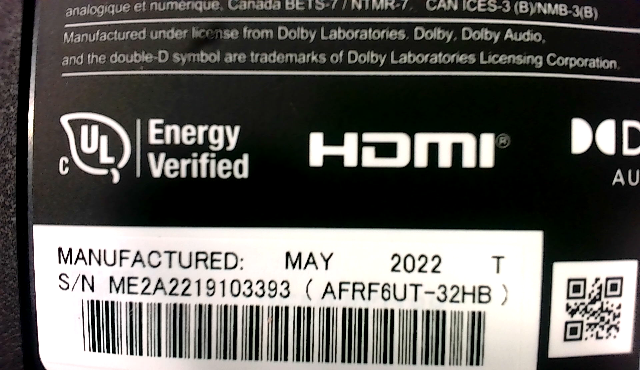 analogique et numérique, Canada BETS-7 / NTMR-7. CAN ICES-3 (B)/NMB-3(B)
Manufactured under license from Dolby Laboratories. Dolby, Dolby Audio,
and the double-D symbol are trademarks of Dolby Laboratories Licensing Corporation.
C UL Energy
Verified
HDMI®
AU
MANUFACTURED: MAY 2022 T
S/N ME2A2219103393 ( AFRF6UT-32HB )